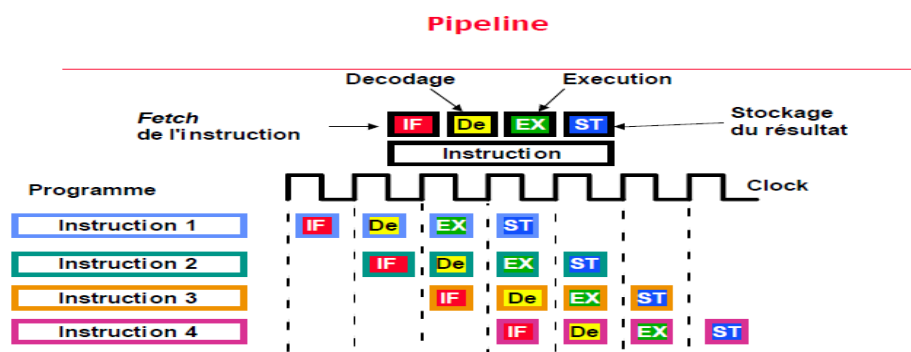 Pipeline
Decodage Execution
Fetch de l'instruction
IF De EX ST
Stockage du résultat
Instruction
Programme
Clock
Instruction 1 IF De EX ST
Instruction 2 IF De EX ST
Instruction 3 IF De EX ST
Instruction 4 IF De EX ST